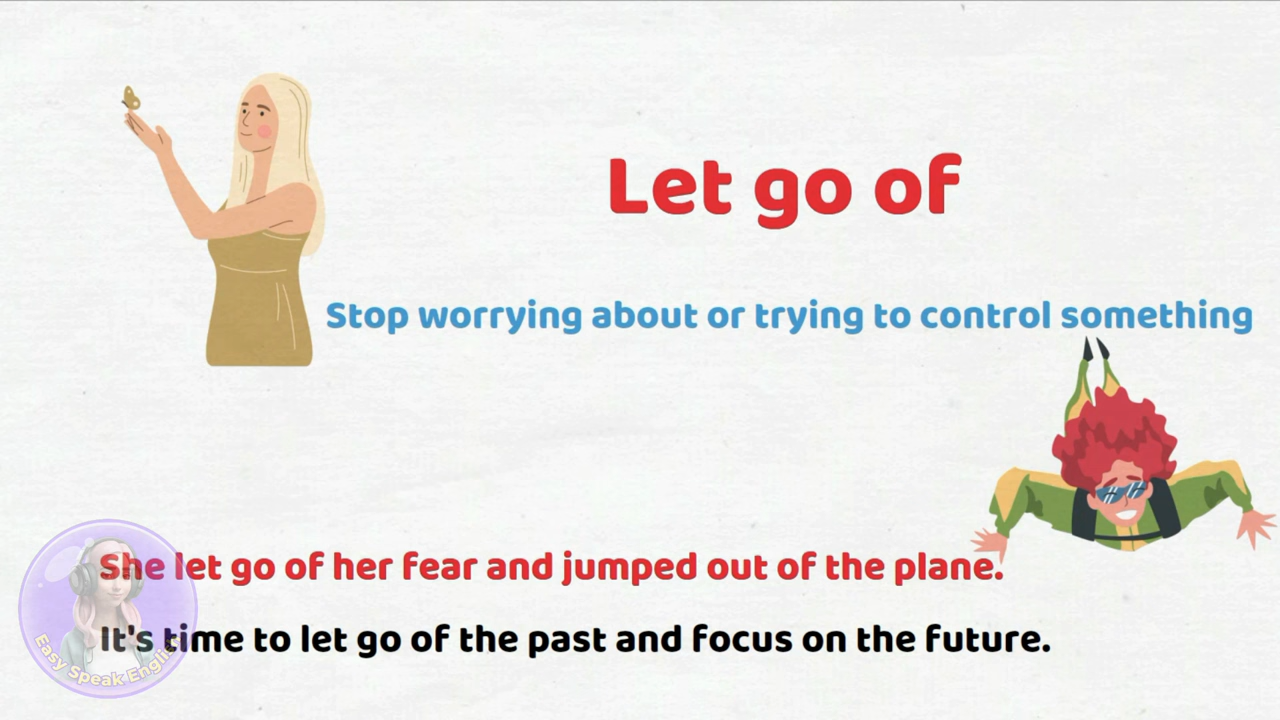 Let go of
Stop worrying about or trying to control something
She let go of her fear and jumped out of the plane.
It's time to let go of the past and focus on the future.
Easy Speak English